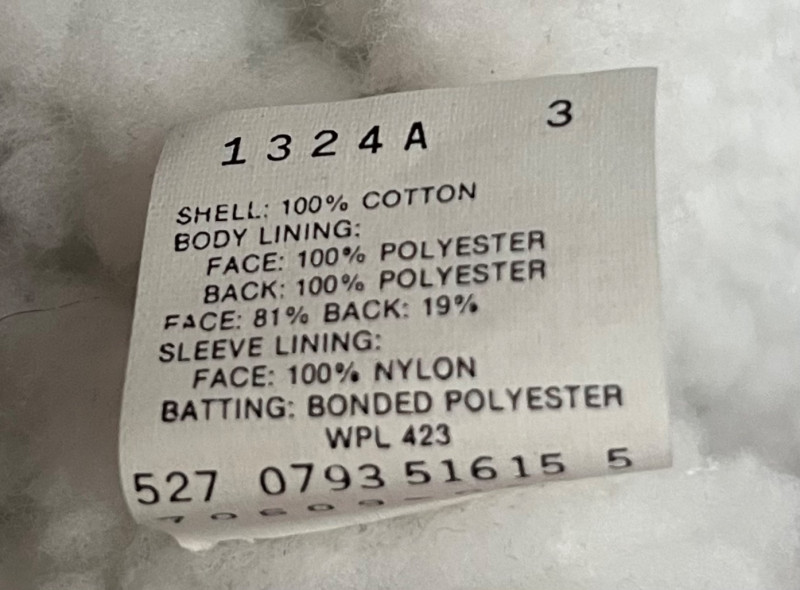 1324A 3
SHELL: 100% COTTON
BODY LINING:
FACE: 100% POLYESTER
BACK: 100% POLYESTER
FACE: 81% BACK: 19%
SLEEVE LINING:
FACE: 100% NYLON
BATTING: BONDED POLYESTER
WPL 423
527 0793 51615 5